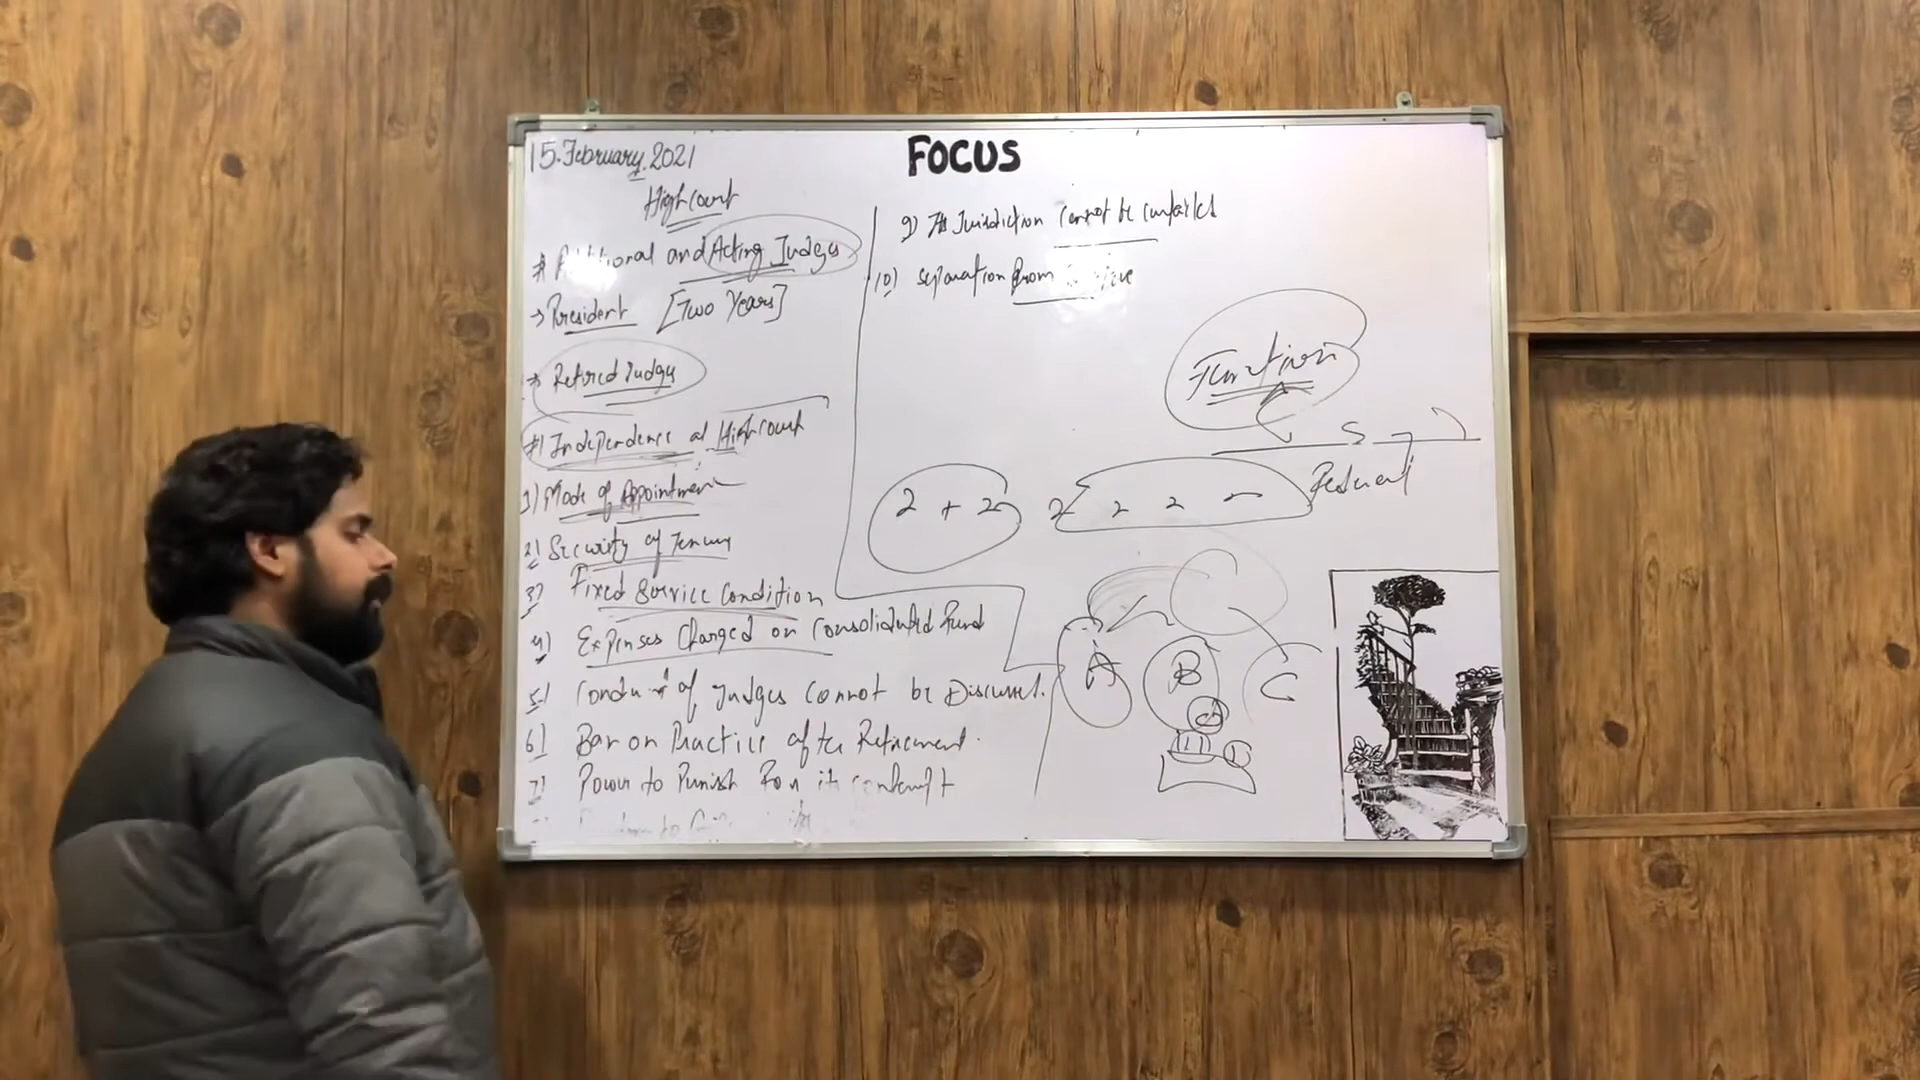 15.February.2021
FOCUS
High court
# Additional and Acting Judges
→ President [Two Years]
→ Retired Judges
# Independence of High court
1) Mode of Appointment
2) Security of Tenure
3) Fixed Service Condition
4) Expenses Charged on Consolidated Fund
5) Conduct of Judges Cannot be Discussed.
6) Bar on Practice after Retirement.
7) Power to Punish For its contempt
9) Its Jurisdiction Cannot be Curtailed
10) Separation From
Function
Federal
2 + 2 2 2 2
A B C